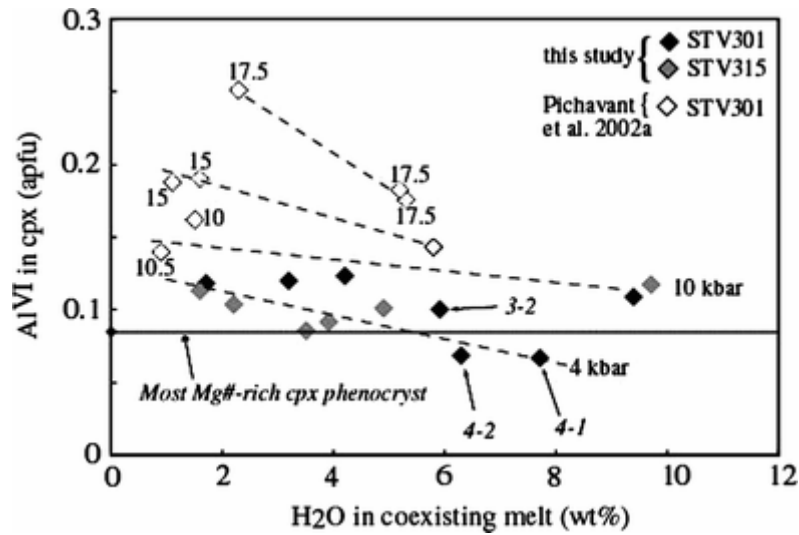 0.3
0.2
0.1
0
Al^VI in cpx (apfu)
0 2 4 6 8 10 12
H2O in coexisting melt (wt%)
this study { STV301
STV315
Pichavant { STV301
et al. 2002a
17.5
15
15
10
10.5
17.5
17.5
10 kbar
3-2
4 kbar
Most Mg#-rich cpx phenocryst
4-2
4-1